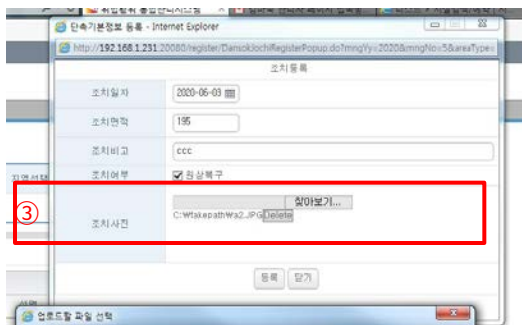 단속기본정보 등록 - Internet Explorer
http://192.168.1.231:20080/register/DansokJochiRegisterPopup.do?mngYy=2020&mngNo=5&areaType=
조치등록
조치일자 2020-06-03
조치면적 195
조치비고 ccc
지역선택
조치여부 원상복구
③
조치사진
찾아보기...
C:\fakepath\a2.JPG Delete
등록 닫기
업로드할 파일 선택